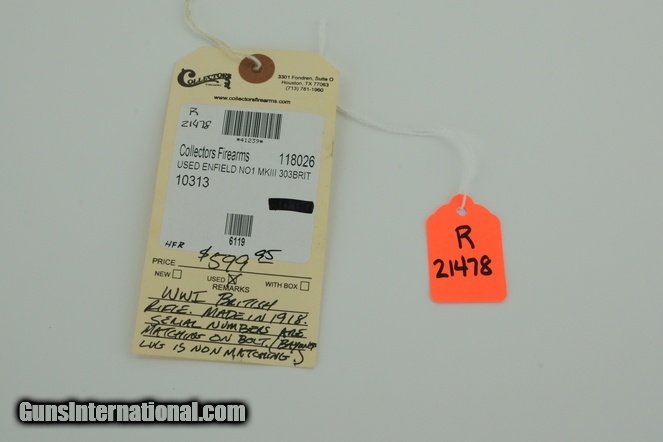 COLLECTORS
3301 Fondren, Suite O
Houston, TX 77063
(713) 781-1960
www.collectorsfirearms.com
R
21478
*41239*
Collectors Firearms 118026
USED ENFIELD NO1 MKIII 303BRIT
10313
6119
HFR
PRICE $599.95
NEW USED WITH BOX
REMARKS
WWI BRITISH
RIFLE. MADE IN 1918.
SERIAL NUMBERS ARE
MATCHING ON BOLT. (BAYONET
LUG IS NON MATCHING.)
R
21478
GunsInternational.com